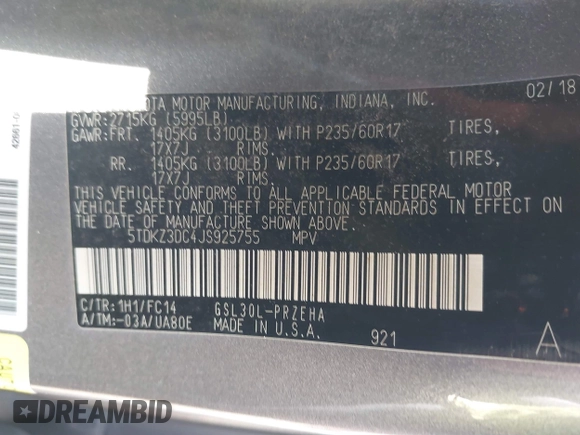 OTA MOTOR MANUFACTURING, INDIANA, INC. 02/18
GVWR: 2715KG (5995LB)
GAWR: FRT. 1405KG (3100LB) WITH P235/60R17 TIRES,
17X7J RIMS,
RR. 1405KG (3100LB) WITH P235/60R17 TIRES,
17X7J RIMS.
THIS VEHICLE CONFORMS TO ALL APPLICABLE FEDERAL MOTOR
VEHICLE SAFETY AND THEFT PREVENTION STANDARDS IN EFFECT ON
THE DATE OF MANUFACTURE SHOWN ABOVE.
5TDKZ3DC4JS925755 MPV
C/TR: 1H1/FC14 GSL30L-PRZEHA
A/TM:-03A/UA80E MADE IN U.S.A. 921 A
42661-0
DREAMBID